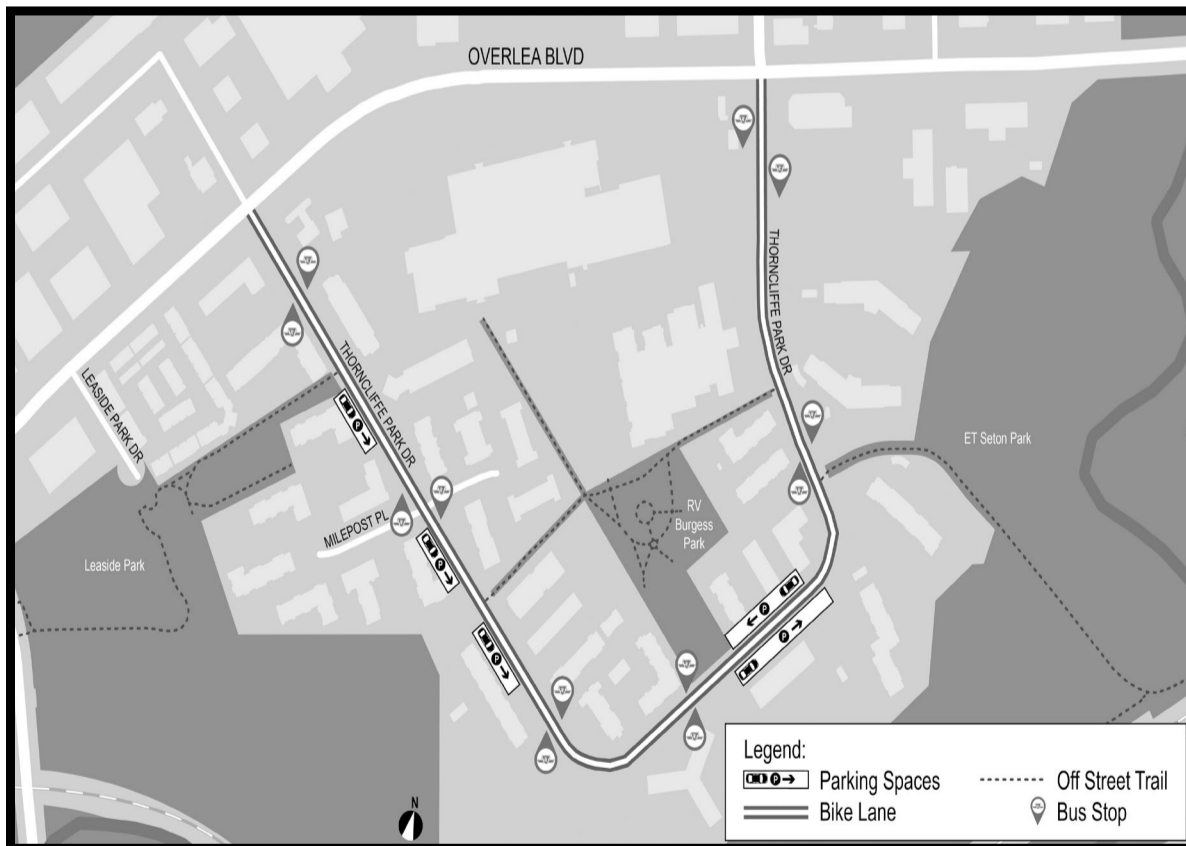 OVERLEA BLVD
THORNCLIFFE PARK DR
LEASIDE PARK DR
THORNCLIFFE PARK DR
P
ET Seton Park
RV
Burgess
Park
MILEPOST PL
P
Leaside Park
P
P
P
N
Legend:
P Parking Spaces
Bike Lane
Off Street Trail
Bus Stop